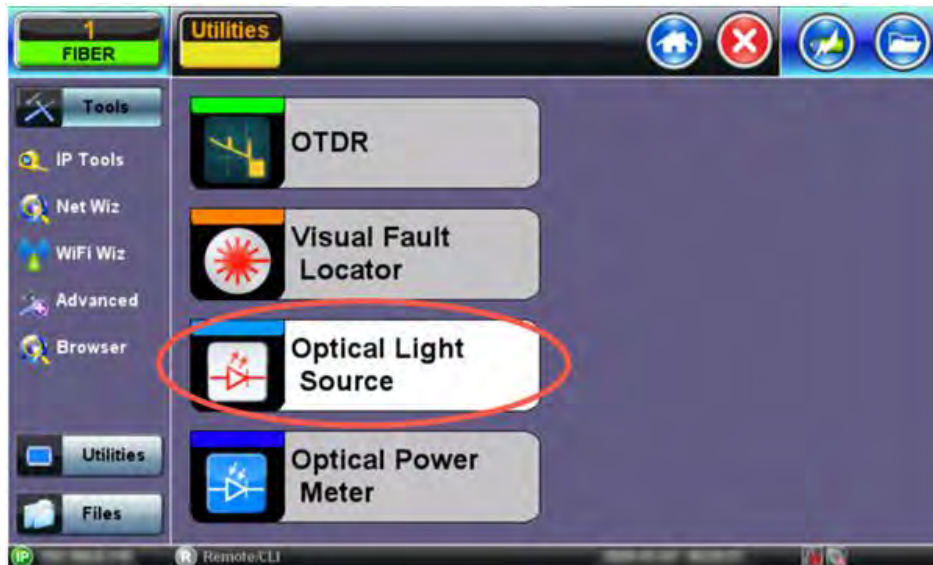 1
FIBER
Utilities
Tools
IP Tools
Net Wiz
WiFi Wiz
Advanced
Browser
Utilities
Files
OTDR
Visual Fault
Locator
Optical Light
Source
Optical Power
Meter
IP
R Remote/CLI